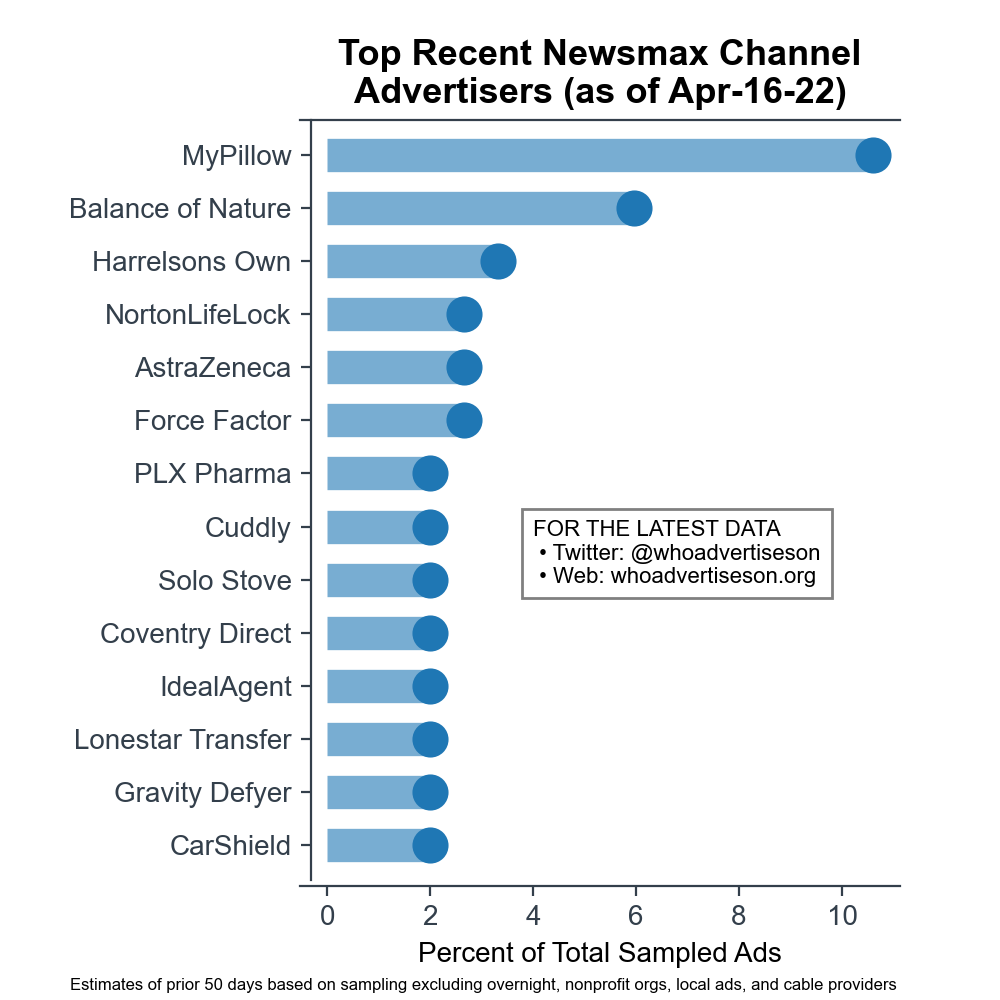 Top Recent Newsmax Channel
Advertisers (as of Apr-16-22)
MyPillow
Balance of Nature
Harrelsons Own
NortonLifeLock
AstraZeneca
Force Factor
PLX Pharma
Cuddly
Solo Stove
Coventry Direct
IdealAgent
Lonestar Transfer
Gravity Defyer
CarShield
FOR THE LATEST DATA
• Twitter: @whoadvertiseson
• Web: whoadvertiseson.org
0 2 4 6 8 10
Percent of Total Sampled Ads
Estimates of prior 50 days based on sampling excluding overnight, nonprofit orgs, local ads, and cable providers